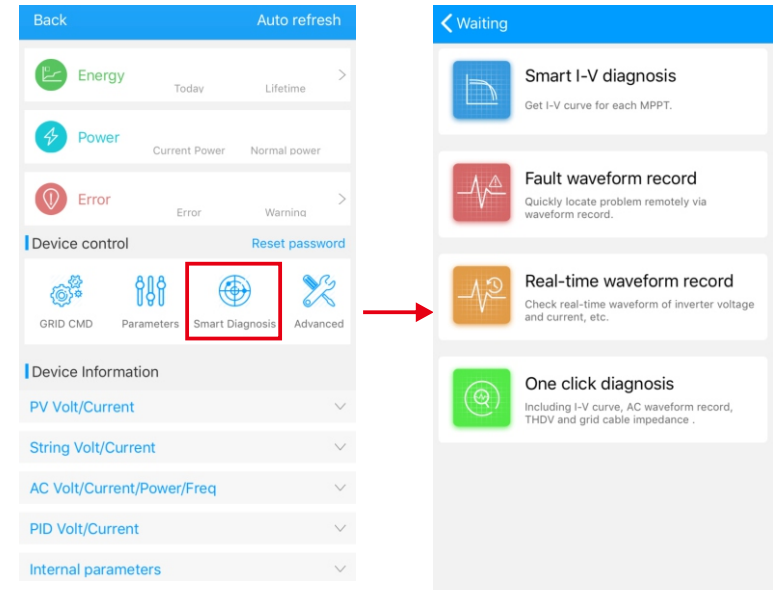 Back Auto refresh
Energy
Today Lifetime
Power
Current Power Normal power
Error
Error Warning
Device control Reset password
GRID CMD Parameters Smart Diagnosis Advanced
Device Information
PV Volt/Current
String Volt/Current
AC Volt/Current/Power/Freq
PID Volt/Current
Internal parameters
Waiting
Smart I-V diagnosis
Get I-V curve for each MPPT.
Fault waveform record
Quickly locate problem remotely via
waveform record.
Real-time waveform record
Check real-time waveform of inverter voltage
and current, etc.
One click diagnosis
Including I-V curve, AC waveform record,
THDV and grid cable impedance .